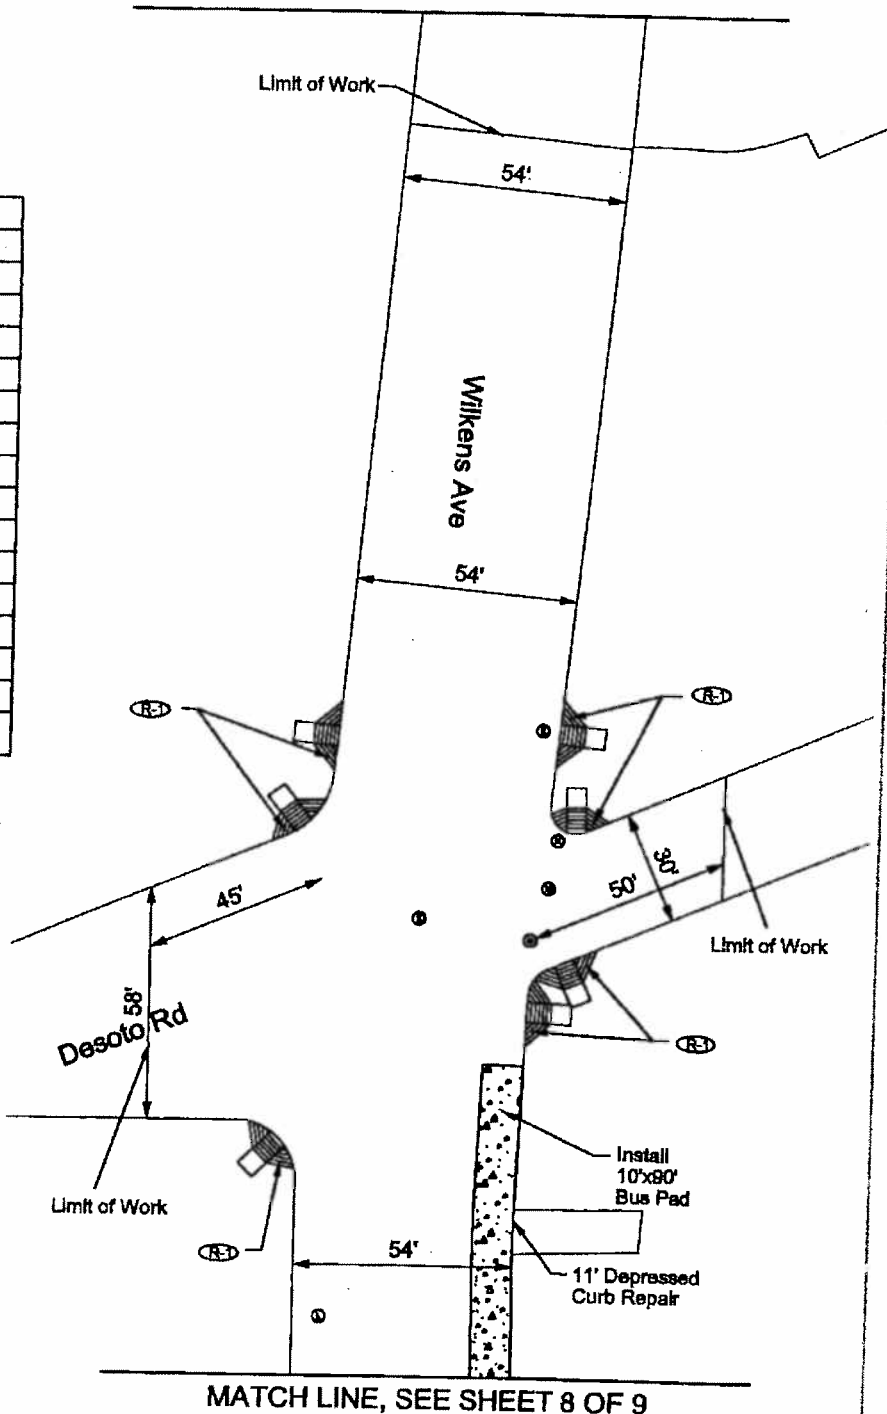 Limit of Work
54'
Wilkens Ave
54'
R-1
R-1
30'
50'
45'
Limit of Work
58'
Desoto Rd
R-1
Install
10'x90'
Bus Pad
Limit of Work
R-1
54'
11' Depressed
Curb Repair
MATCH LINE, SEE SHEET 8 OF 9